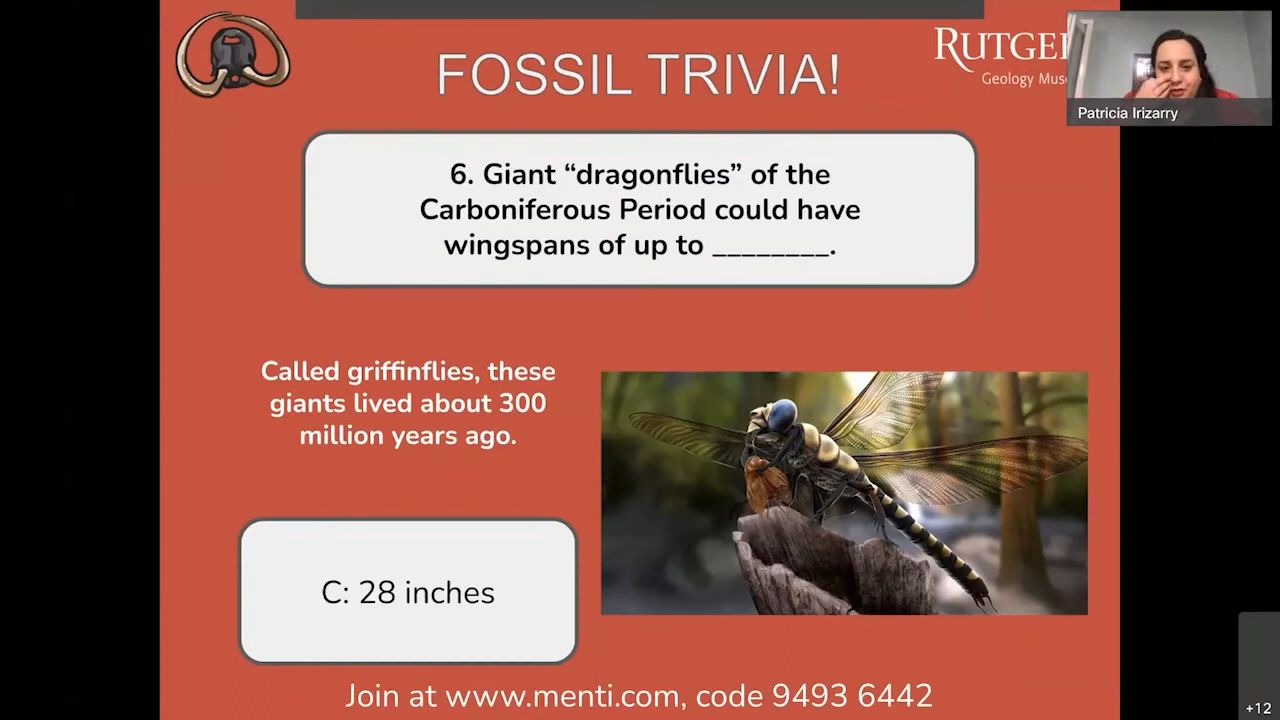 FOSSIL TRIVIA!
Geology
Patricia Irizarry
6. Giant “dragonflies” of the
Carboniferous Period could have
wingspans of up to ________.
Called griffinflies, these
giants lived about 300
million years ago.
C: 28 inches
Join at www.menti.com, code 9493 6442
+12